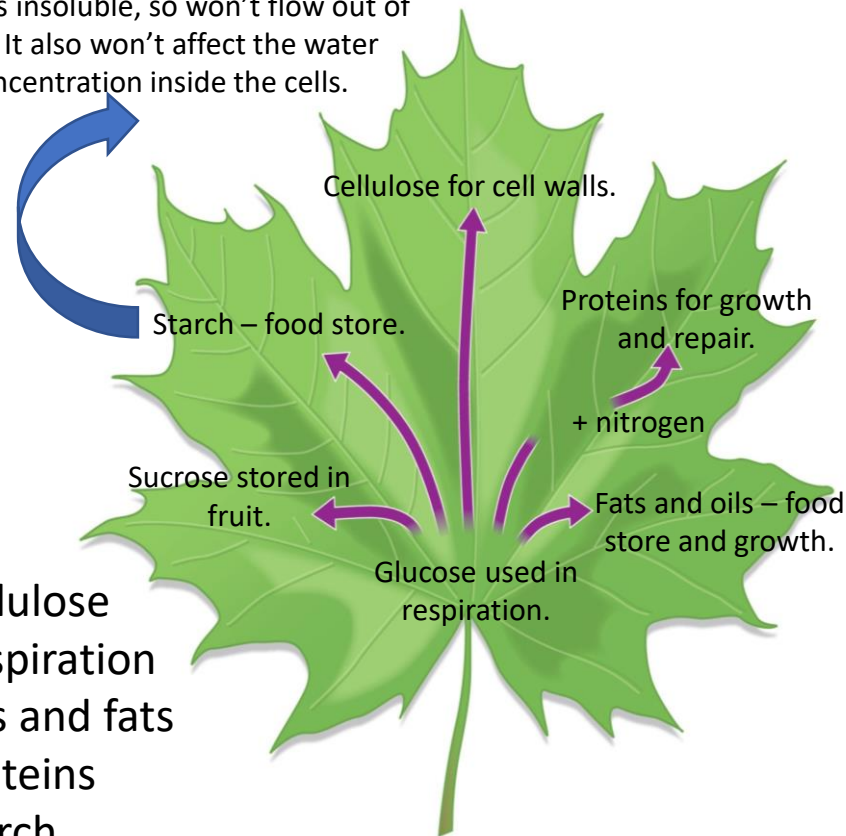 s insoluble, so won't flow out of
It also won't affect the water
ncentration inside the cells.
Cellulose for cell walls.
Starch – food store.
Proteins for growth
and repair.
+ nitrogen
Sucrose stored in
fruit.
Fats and oils – food
store and growth.
Glucose used in
respiration.
lulose
spiration
s and fats
teins
rch